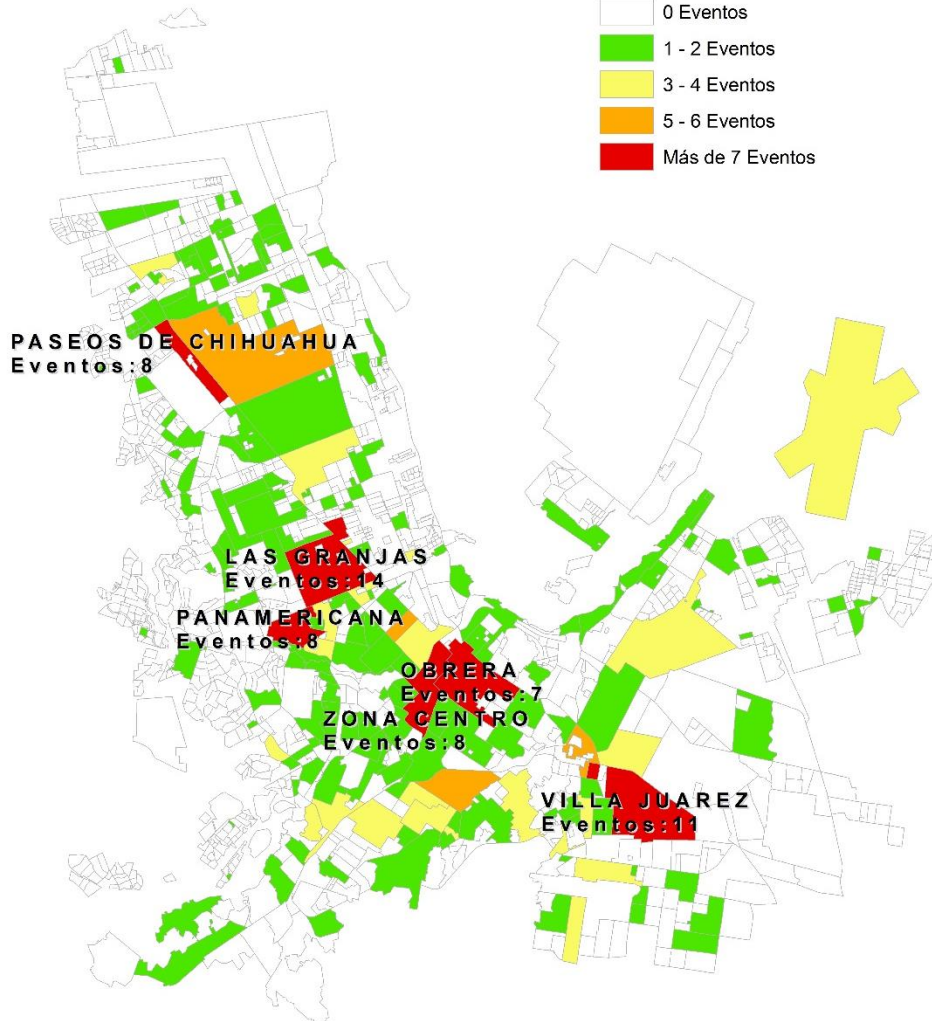 0 Eventos
1 - 2 Eventos
3 - 4 Eventos
5 - 6 Eventos
Más de 7 Eventos
PASEOS DE CHIHUAHUA
Eventos:8
LAS GRANJAS
Eventos:14
PANAMERICANA
Eventos:8
OBRERA
Eventos:7
ZONA CENTRO
Eventos:8
VILLA JUAREZ
Eventos:11